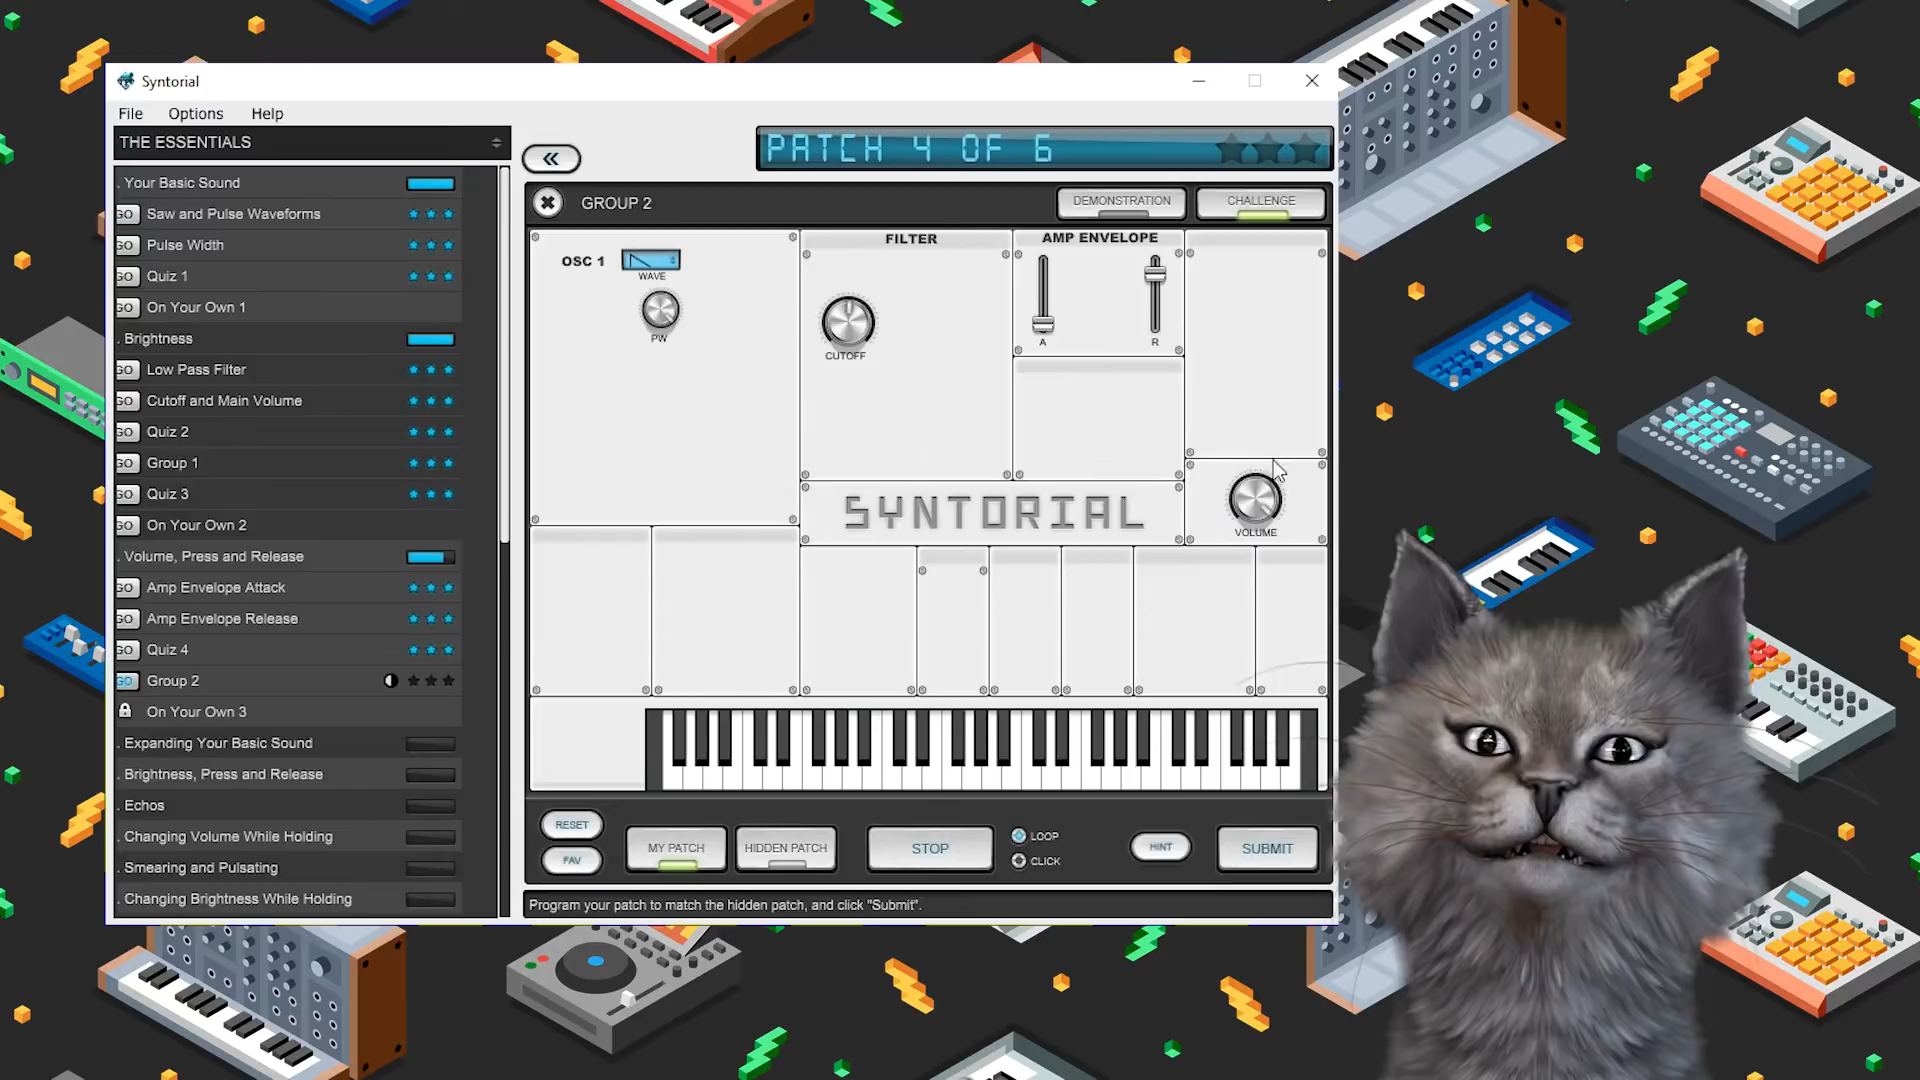 Syntorial
File Options Help
THE ESSENTIALS
PATCH 4 OF 6
. Your Basic Sound
GO Saw and Pulse Waveforms
GO Pulse Width
GO Quiz 1
GO On Your Own 1
. Brightness
GO Low Pass Filter
GO Cutoff and Main Volume
GO Quiz 2
GO Group 1
GO Quiz 3
GO On Your Own 2
. Volume, Press and Release
GO Amp Envelope Attack
GO Amp Envelope Release
GO Quiz 4
GO Group 2
On Your Own 3
. Expanding Your Basic Sound
. Brightness, Press and Release
. Echos
. Changing Volume While Holding
. Smearing and Pulsating
. Changing Brightness While Holding
GROUP 2
DEMONSTRATION
CHALLENGE
OSC 1
WAVE
PW
FILTER
CUTOFF
AMP ENVELOPE
A R
SYNTORIAL
VOLUME
RESET
FAV
MY PATCH
HIDDEN PATCH
STOP
LOOP
CLICK
HINT
SUBMIT
Program your patch to match the hidden patch, and click "Submit".